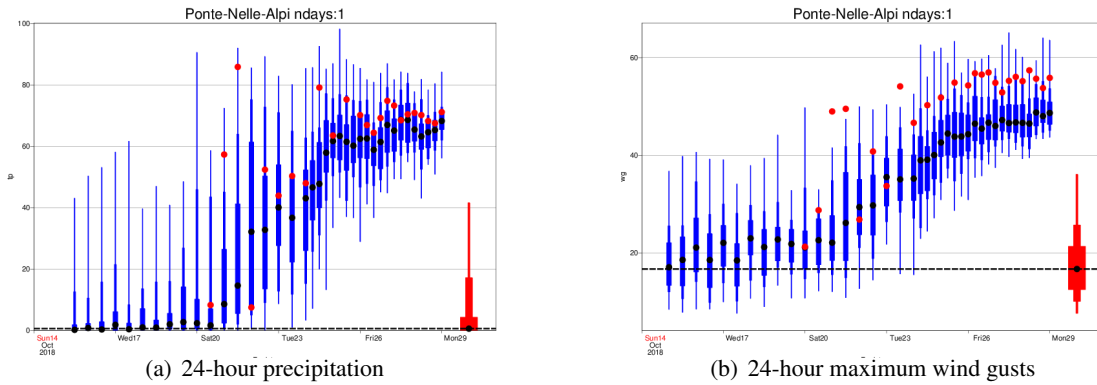 Ponte-Nelle-Alpi ndays:1
100
80
60
40
20
0
tp
Sun14
Oct
2018
Wed17
Sat20
Tue23
Fri26
Mon29
(a) 24-hour precipitation
Ponte-Nelle-Alpi ndays:1
60
40
20
wg
Sun14
Oct
2018
Wed17
Sat20
Tue23
Fri26
Mon29
(b) 24-hour maximum wind gusts